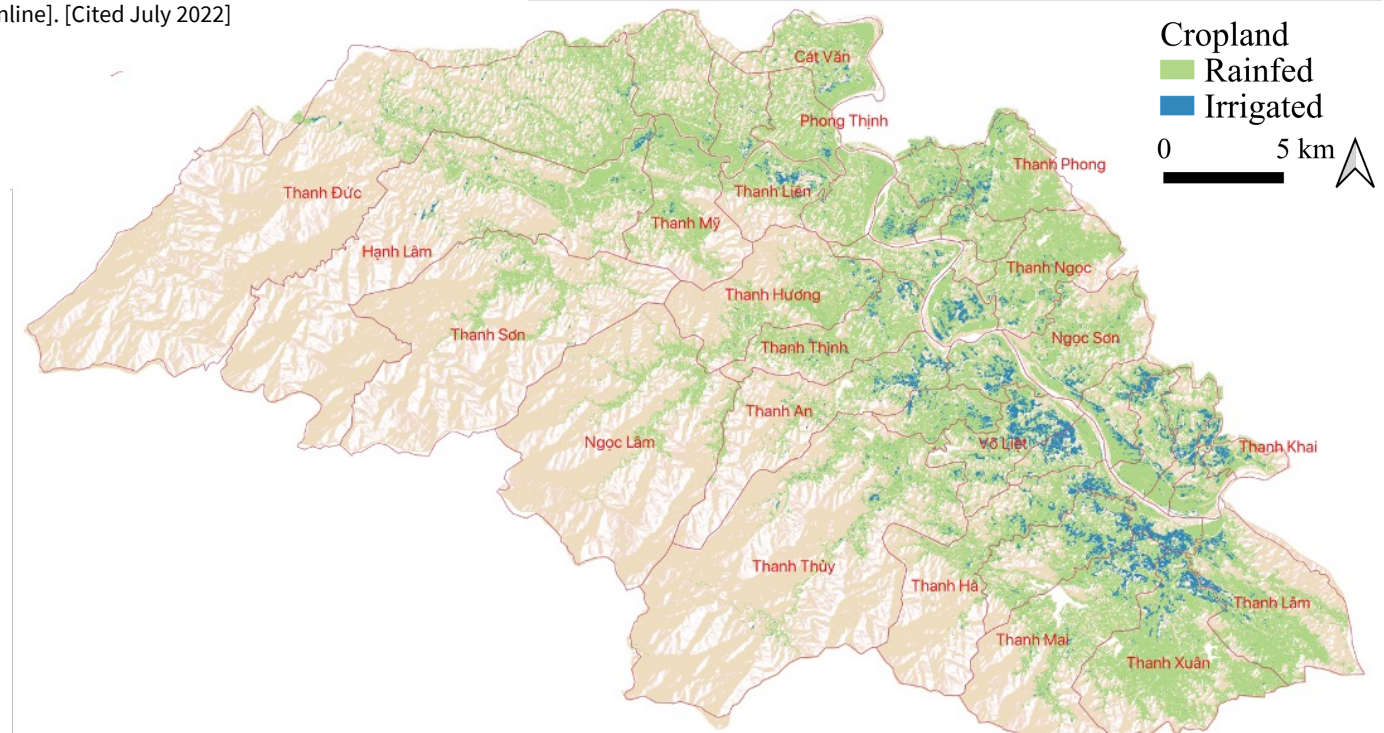 nline]. [Cited July 2022]
Cropland
Rainfed
Irrigated
0 5 km
Cát Văn
Phong Thịnh
Thanh Phong
Thanh Đức
Thanh Liên
Thanh Mỹ
Hạnh Lâm
Thanh Ngọc
Thanh Hương
Thanh Sơn
Thanh Thịnh
Ngọc Sơn
Thanh An
Ngọc Lâm
Võ Liệt
Thanh Khai
Thanh Thủy
Thanh Hà
Thanh Lâm
Thanh Mai
Thanh Xuân